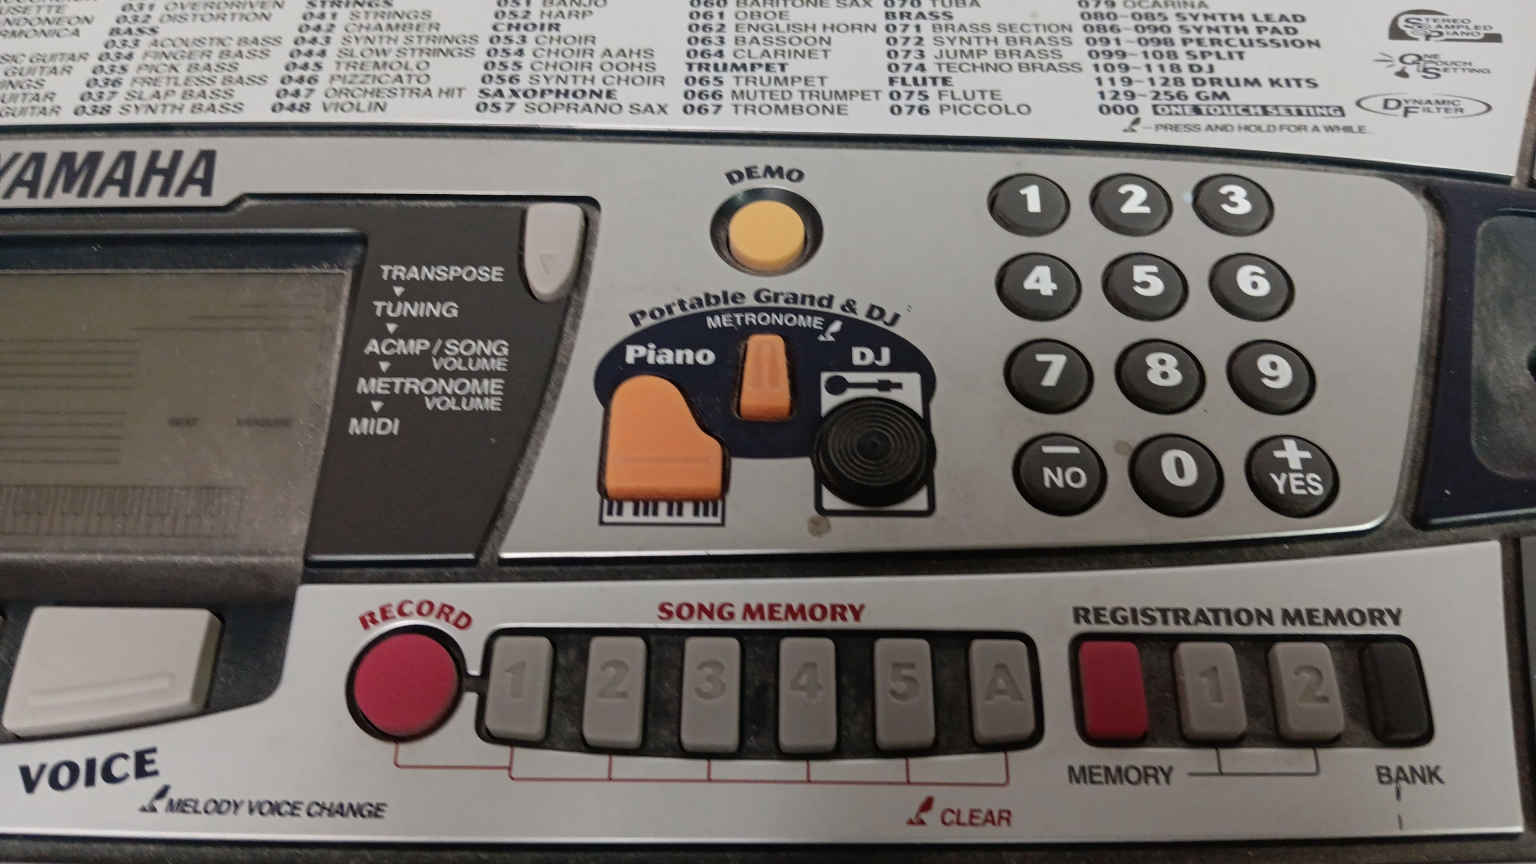 031 OVERDRIVEN
032 DISTORTION
BASS
033 ACOUSTIC BASS
GUITAR 034 FINGER BASS
GUITAR 035 PICK BASS
036 FRETLESS BASS
037 SLAP BASS
GUITAR 038 SYNTH BASS
STRINGS
041 STRINGS
042 CHAMBER
043 SYNTH STRINGS
044 SLOW STRINGS
045 TREMOLO
046 PIZZICATO
047 ORCHESTRA HIT
048 VIOLIN
051 BANJO
052 HARP
CHOIR
053 CHOIR
054 CHOIR AAHS
055 CHOIR OOHS
056 SYNTH CHOIR
SAXOPHONE
057 SOPRANO SAX
060 BARITONE SAX
061 OBOE
062 ENGLISH HORN
063 BASSOON
064 CLARINET
TRUMPET
065 TRUMPET
066 MUTED TRUMPET
067 TROMBONE
070 TUBA
BRASS
071 BRASS SECTION
072 SYNTH BRASS
073 JUMP BRASS
074 TECHNO BRASS
FLUTE
075 FLUTE
076 PICCOLO
079 OCARINA
080-085 SYNTH LEAD
086-090 SYNTH PAD
091-098 PERCUSSION
099-108 SPLIT
109-118 DJ
119-128 DRUM KITS
129-256 GM
000 ONE TOUCH SETTING
–PRESS AND HOLD FOR A WHILE.
STEREO
SAMPLED
PIANO
ONE
TOUCH
SETTING
DYNAMIC
FILTER
YAMAHA
TRANSPOSE
TUNING
ACMP / SONG
VOLUME
METRONOME
VOLUME
MIDI
DEMO
Portable Grand & DJ
METRONOME
Piano
DJ
1 2 3
4 5 6
7 8 9
– NO 0 + YES
RECORD
SONG MEMORY
1 2 3 4 5 A
CLEAR
REGISTRATION MEMORY
1 2
MEMORY
BANK
VOICE
MELODY VOICE CHANGE